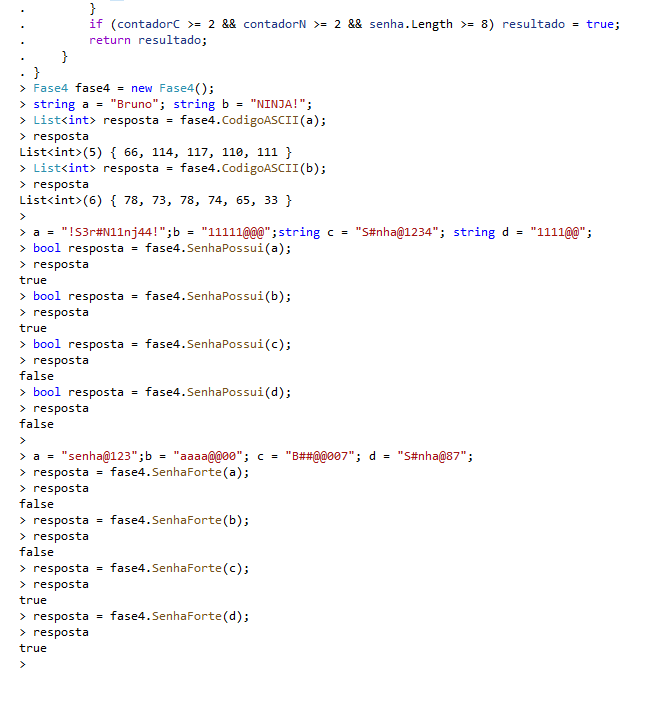 .         }
.         if (contadorC >= 2 && contadorN >= 2 && senha.Length >= 8) resultado = true;
.         return resultado;
.     }
. }
> Fase4 fase4 = new Fase4();
> string a = "Bruno"; string b = "NINJA!";
> List<int> resposta = fase4.CodigoASCII(a);
> resposta
List<int>(5) { 66, 114, 117, 110, 111 }
> List<int> resposta = fase4.CodigoASCII(b);
> resposta
List<int>(6) { 78, 73, 78, 74, 65, 33 }
>
> a = "!S3r#N11nj44!";b = "11111@@@";string c = "S#nha@1234"; string d = "1111@@";
> bool resposta = fase4.SenhaPossui(a);
> resposta
true
> bool resposta = fase4.SenhaPossui(b);
> resposta
true
> bool resposta = fase4.SenhaPossui(c);
> resposta
false
> bool resposta = fase4.SenhaPossui(d);
> resposta
false
>
> a = "senha@123";b = "aaaa@@00"; c = "B##@@007"; d = "S#nha@87";
> resposta = fase4.SenhaForte(a);
> resposta
false
> resposta = fase4.SenhaForte(b);
> resposta
false
> resposta = fase4.SenhaForte(c);
> resposta
true
> resposta = fase4.SenhaForte(d);
> resposta
true
>